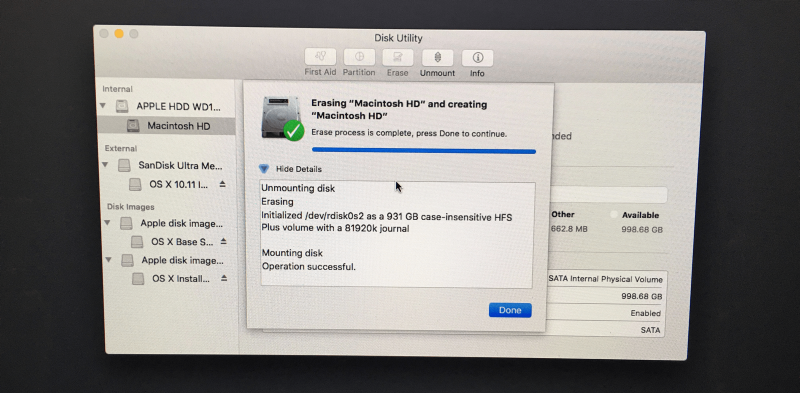 Disk Utility
First Aid Partition Erase Unmount Info
Internal
APPLE HDD WD1...
Macintosh HD
External
SanDisk Ultra Me...
OS X 10.11 I...
Disk Images
Apple disk image...
OS X Base S...
Apple disk image...
OS X Install...
Erasing “Macintosh HD” and creating
“Macintosh HD”
Erase process is complete, press Done to continue.
Hide Details
Unmounting disk
Erasing
Initialized /dev/rdisk0s2 as a 931 GB case-insensitive HFS
Plus volume with a 81920k journal
Mounting disk
Operation successful.
Done
Other Available
662.8 MB 998.68 GB
SATA Internal Physical Volume
998.68 GB
Enabled
SATA